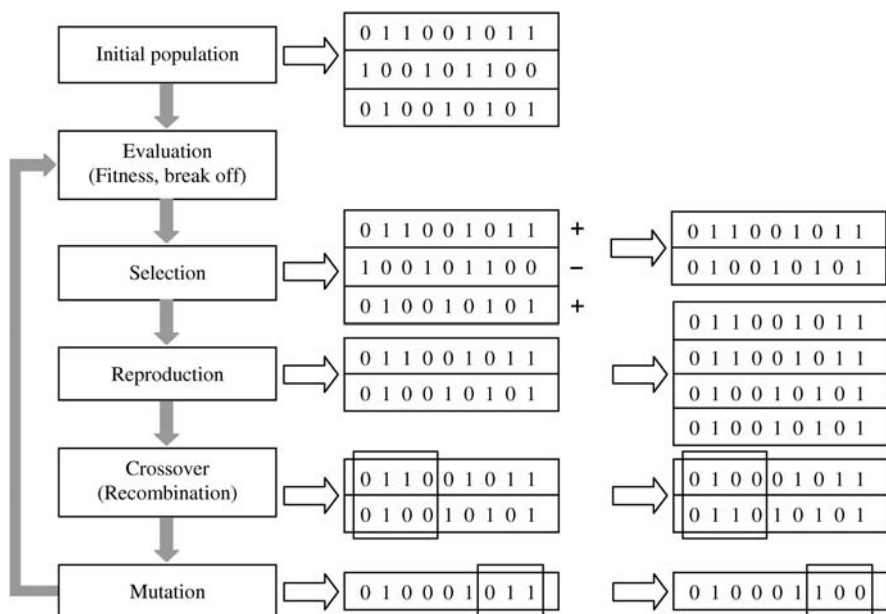 Initial population
0 1 1 0 0 1 0 1 1
1 0 0 1 0 1 1 0 0
0 1 0 0 1 0 1 0 1
Evaluation
(Fitness, break off)
Selection
0 1 1 0 0 1 0 1 1 +
1 0 0 1 0 1 1 0 0 −
0 1 0 0 1 0 1 0 1 +
0 1 1 0 0 1 0 1 1
0 1 0 0 1 0 1 0 1
Reproduction
0 1 1 0 0 1 0 1 1
0 1 0 0 1 0 1 0 1
0 1 1 0 0 1 0 1 1
0 1 1 0 0 1 0 1 1
0 1 0 0 1 0 1 0 1
0 1 0 0 1 0 1 0 1
Crossover
(Recombination)
0 1 1 0 0 1 0 1 1
0 1 0 0 1 0 1 0 1
0 1 0 0 0 1 0 1 1
0 1 1 0 1 0 1 0 1
Mutation
0 1 0 0 0 1 0 1 1
0 1 0 0 0 1 1 0 0